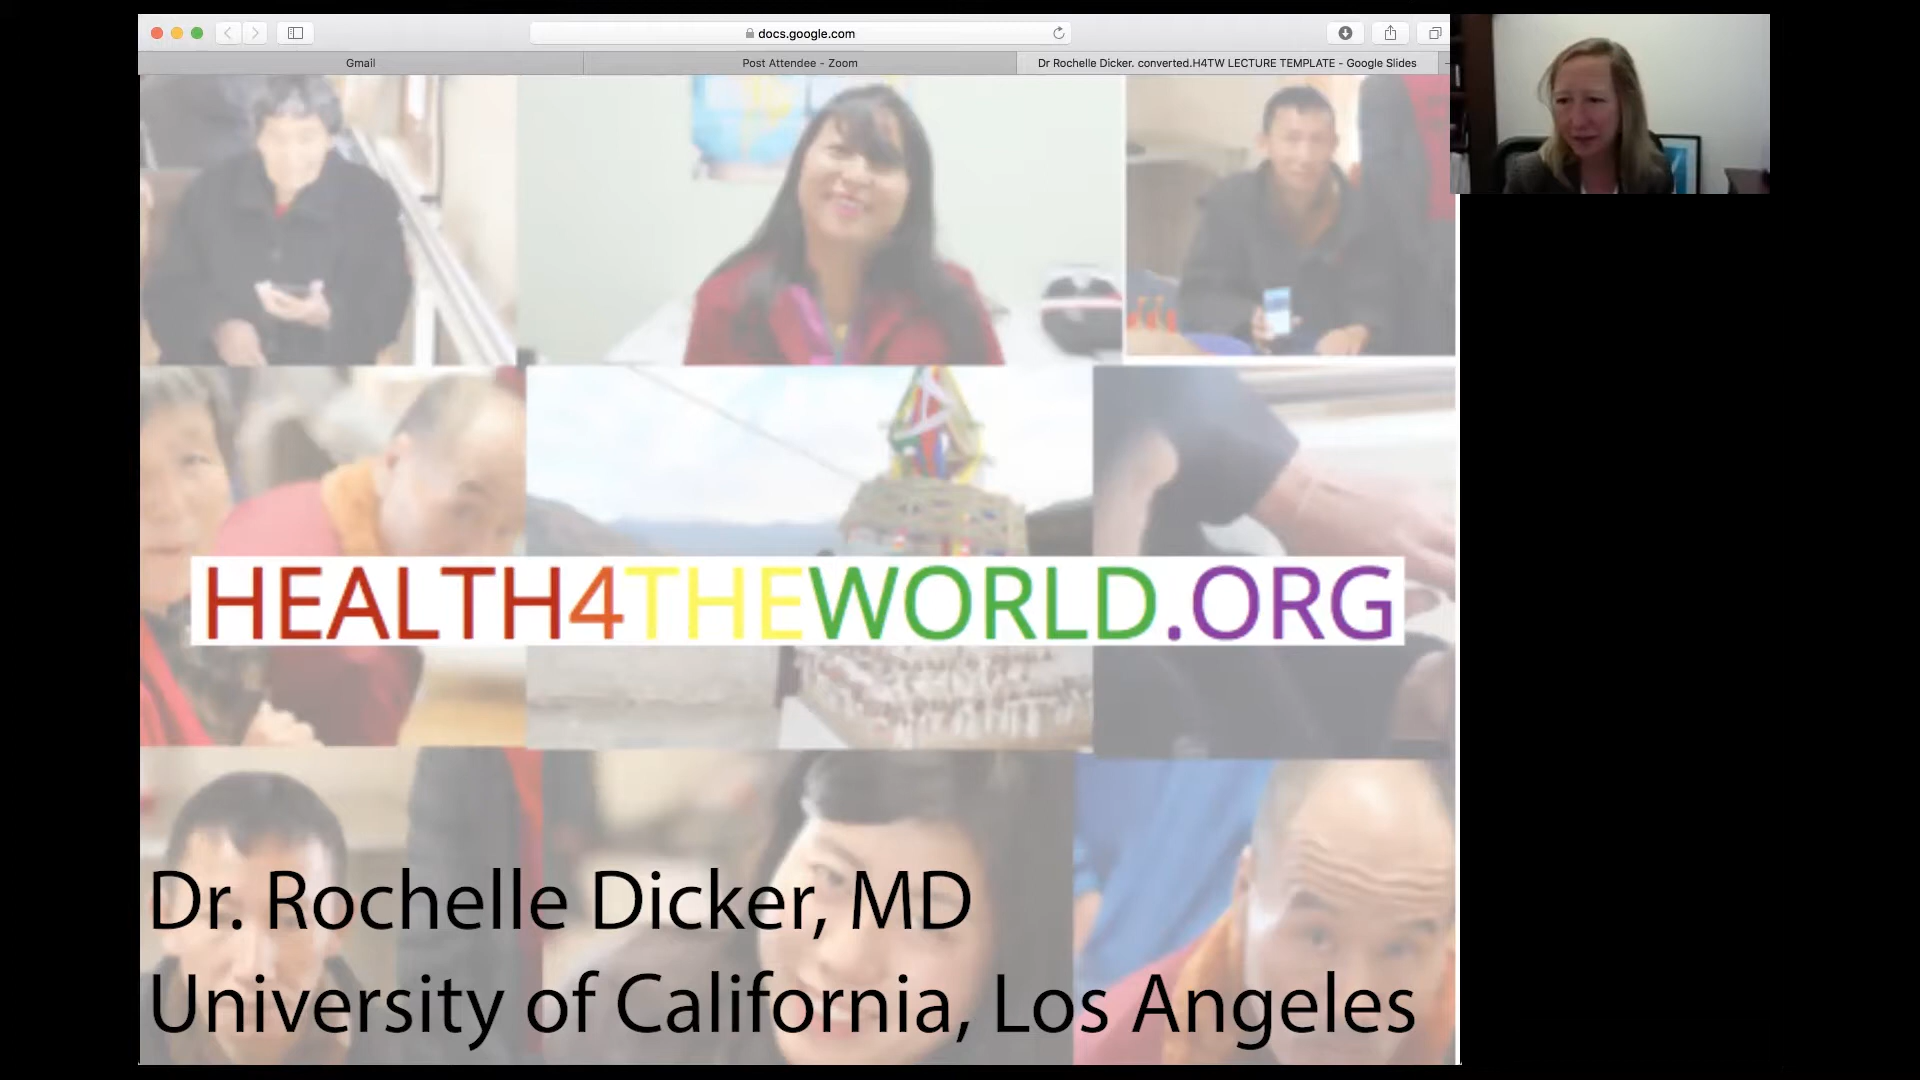 docs.google.com
Gmail
Post Attendee - Zoom
Dr Rochelle Dicker. converted.H4TW LECTURE TEMPLATE - Google Slides
HEALTH4THEWORLD.ORG
Dr. Rochelle Dicker, MD
University of California, Los Angeles